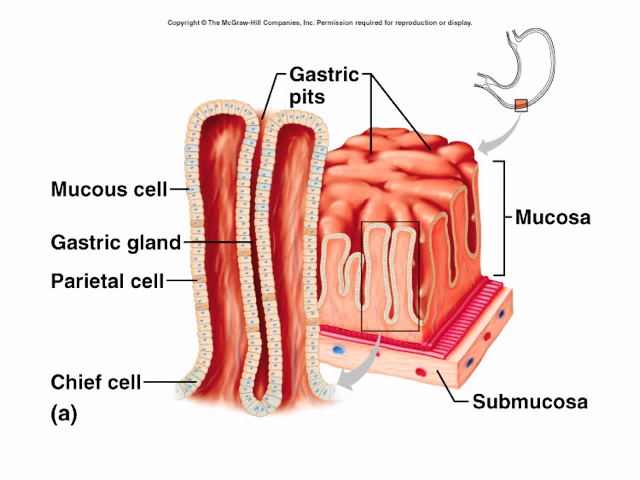 Copyright © The McGraw-Hill Companies, Inc. Permission required for reproduction or display.
Gastric
pits
Mucous cell
Mucosa
Gastric gland
Parietal cell
Chief cell
Submucosa
(a)